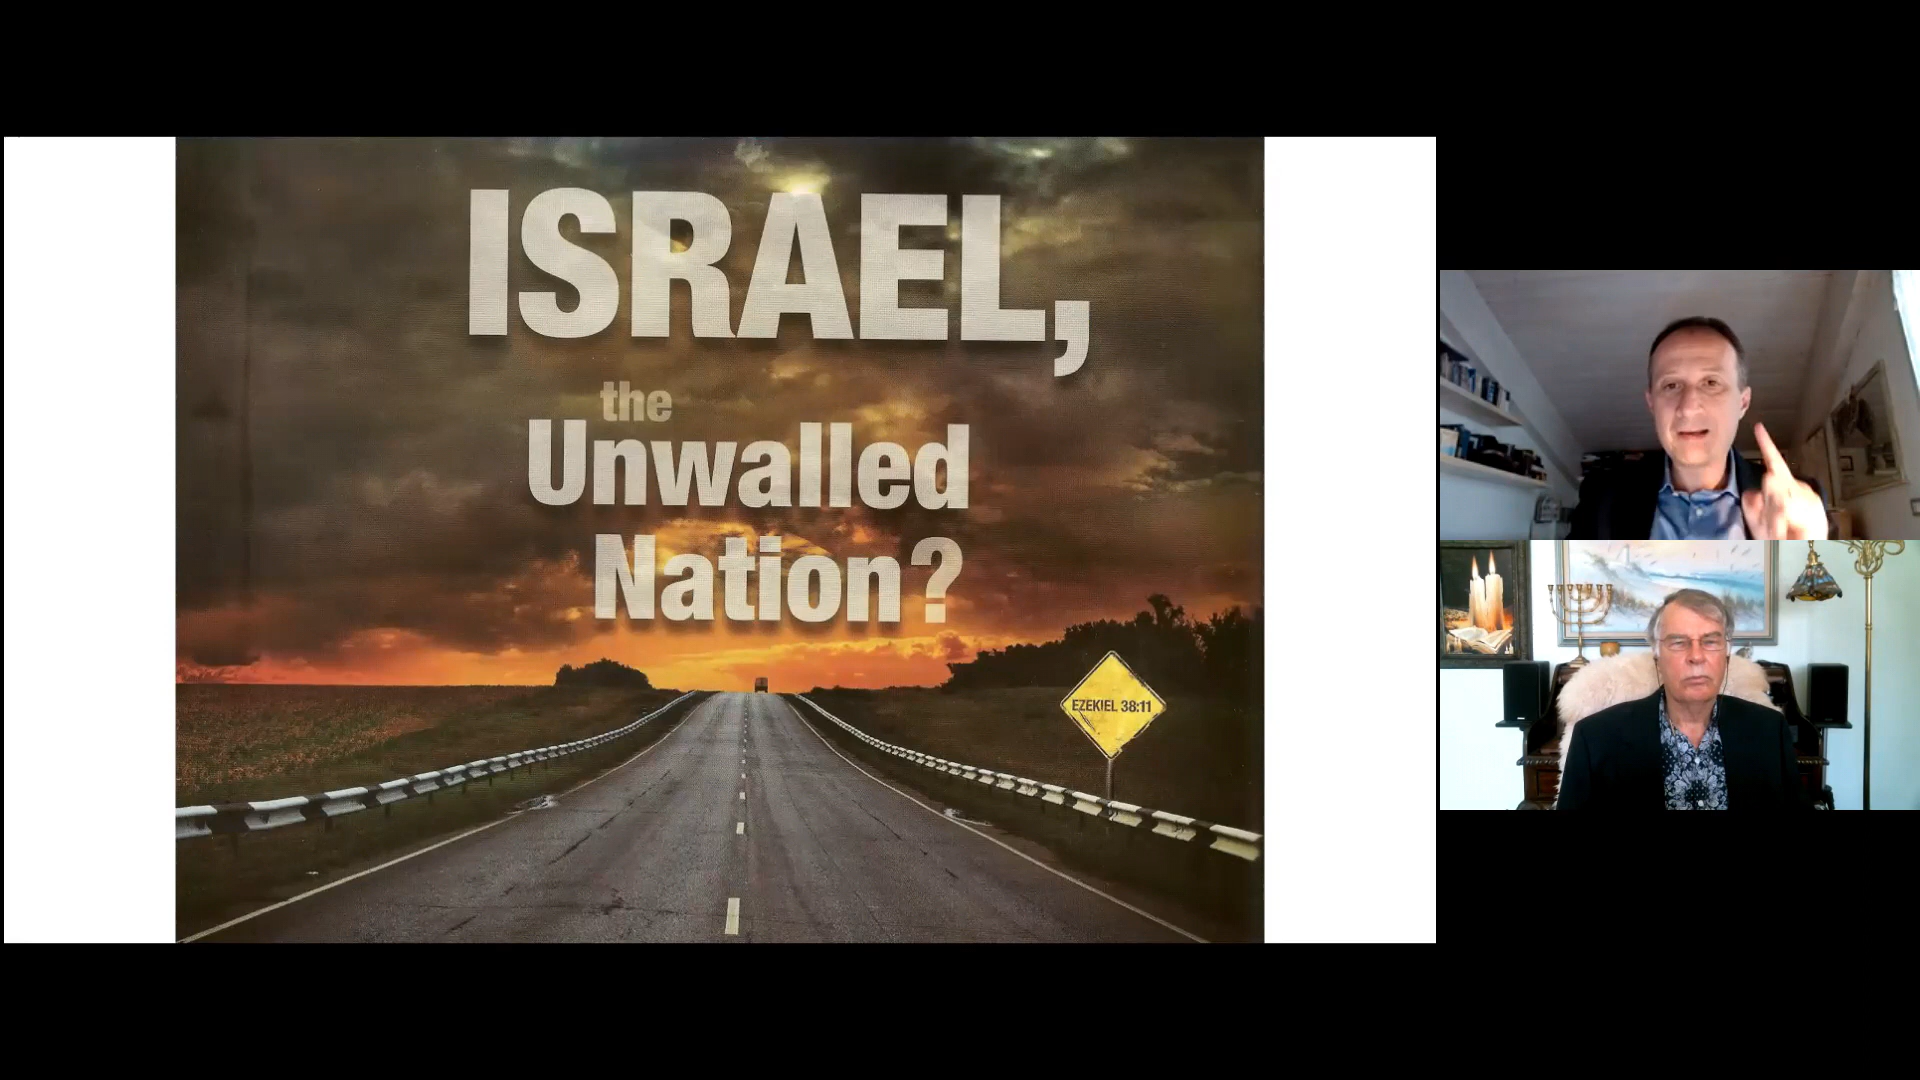 ISRAEL,
the
Unwalled
Nation?
EZEKIEL 38:11